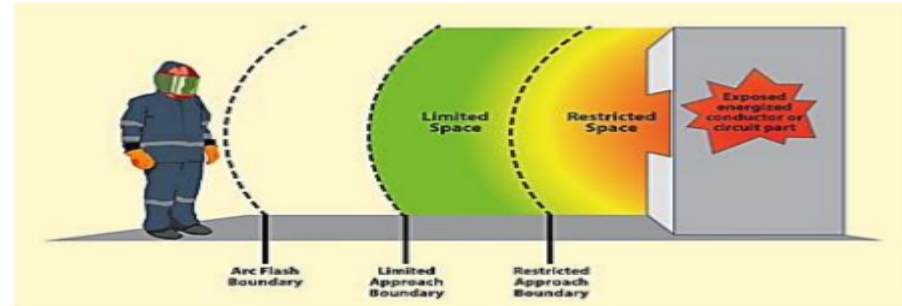 Limited
Space
Restricted
Space
Exposed
energized
conductor or
circuit part
Arc Flash
Boundary
Limited
Approach
Boundary
Restricted
Approach
Boundary